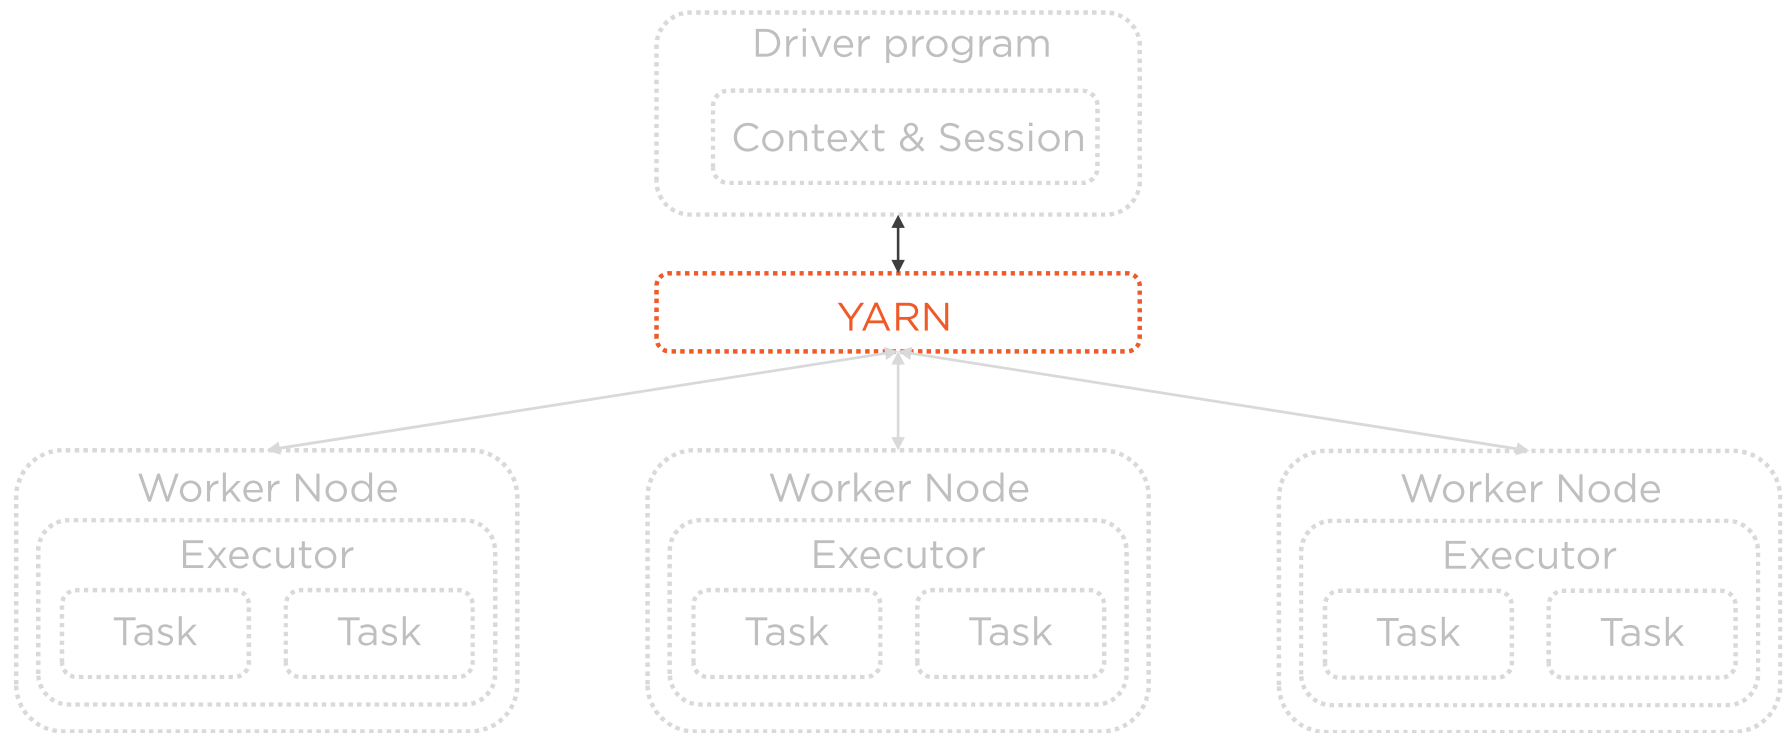 Driver program
Context & Session
YARN
Worker Node
Executor
Task
Task
Worker Node
Executor
Task
Task
Worker Node
Executor
Task
Task